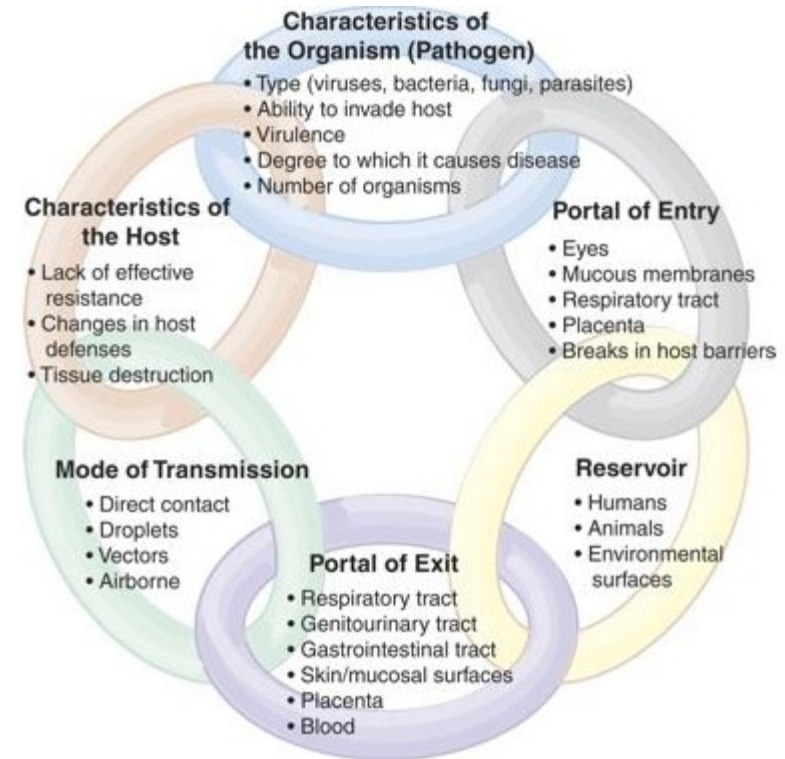 Characteristics of
the Organism (Pathogen)
• Type (viruses, bacteria, fungi, parasites)
• Ability to invade host
• Virulence
• Degree to which it causes disease
• Number of organisms
Portal of Entry
• Eyes
• Mucous membranes
• Respiratory tract
• Placenta
• Breaks in host barriers
Reservoir
• Humans
• Animals
• Environmental
surfaces
Portal of Exit
• Respiratory tract
• Genitourinary tract
• Gastrointestinal tract
• Skin/mucosal surfaces
• Placenta
• Blood
Mode of Transmission
• Direct contact
• Droplets
• Vectors
• Airborne
Characteristics of
the Host
• Lack of effective
resistance
• Changes in host
defenses
• Tissue destruction